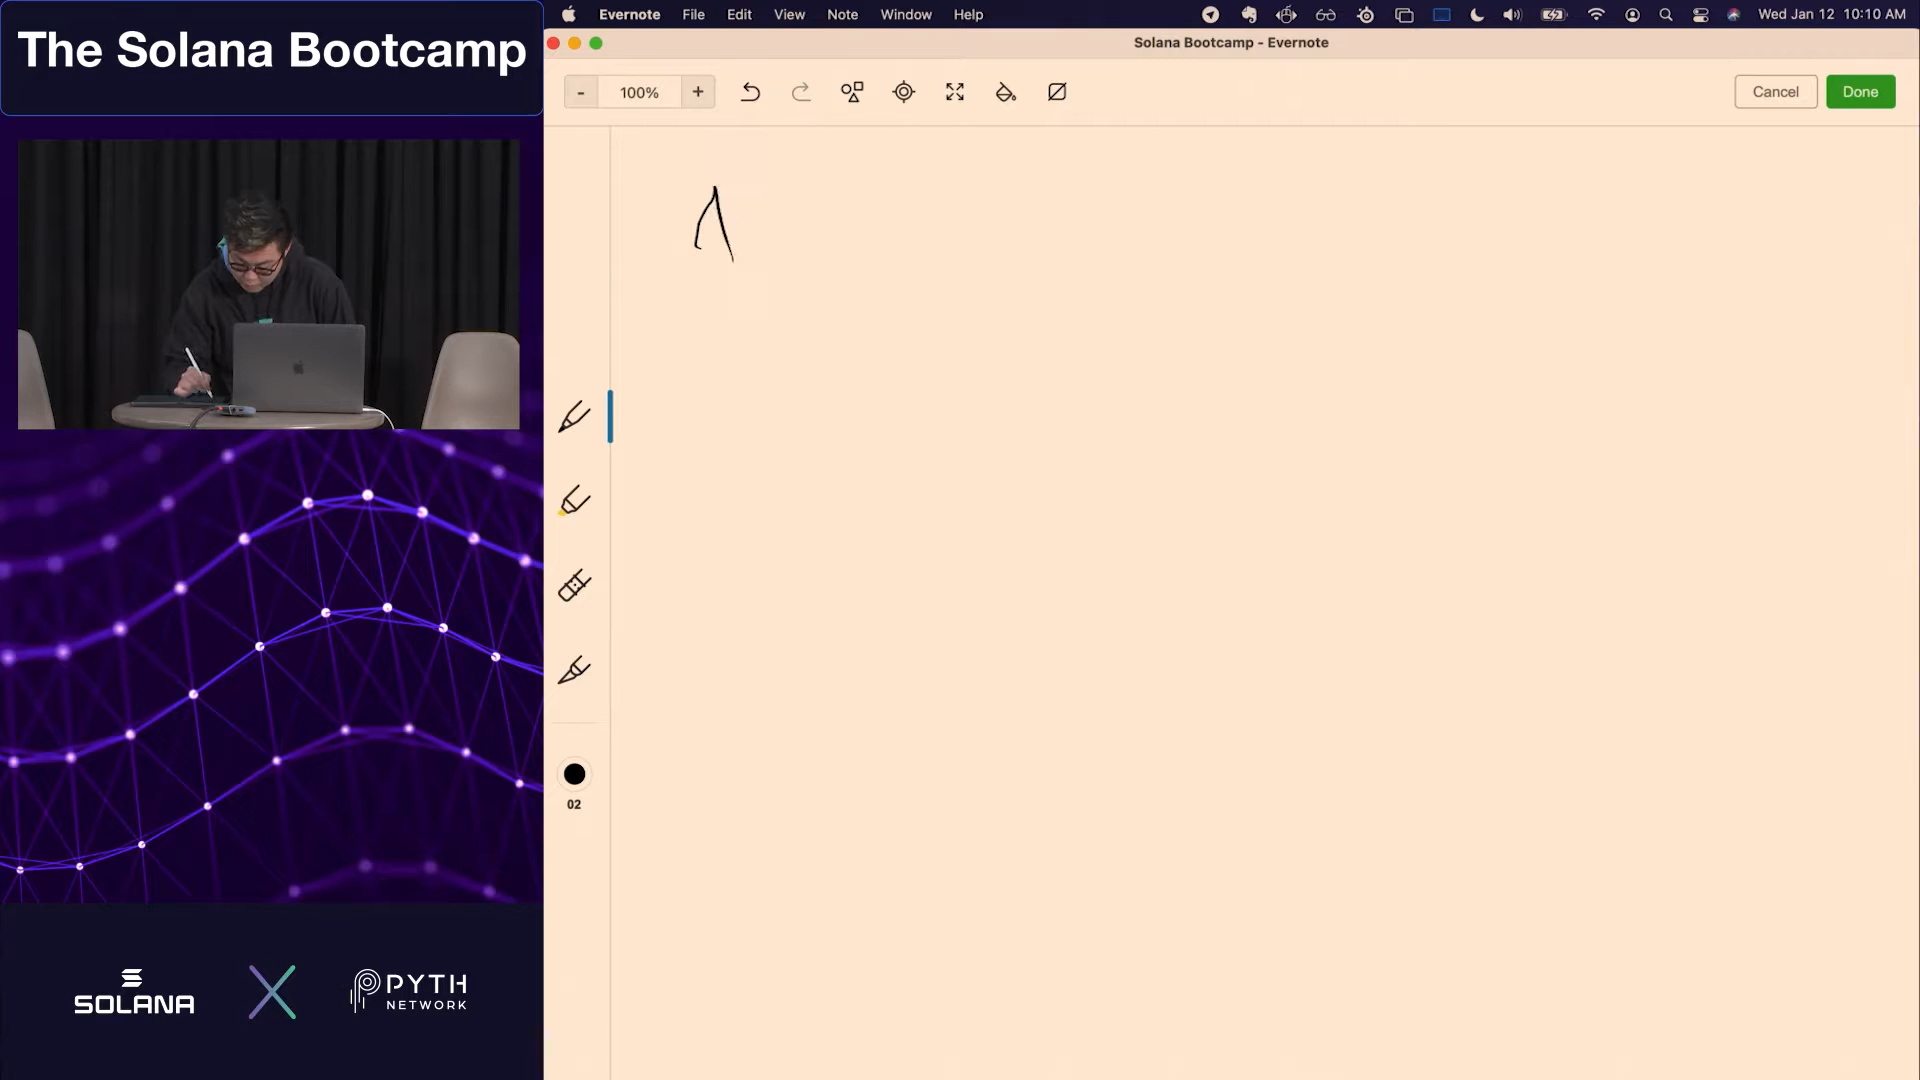 The Solana Bootcamp
Evernote File Edit View Note Window Help
Wed Jan 12 10:10 AM
Solana Bootcamp - Evernote
- 100% +
Cancel
Done
02
SOLANA
PYTH
NETWORK